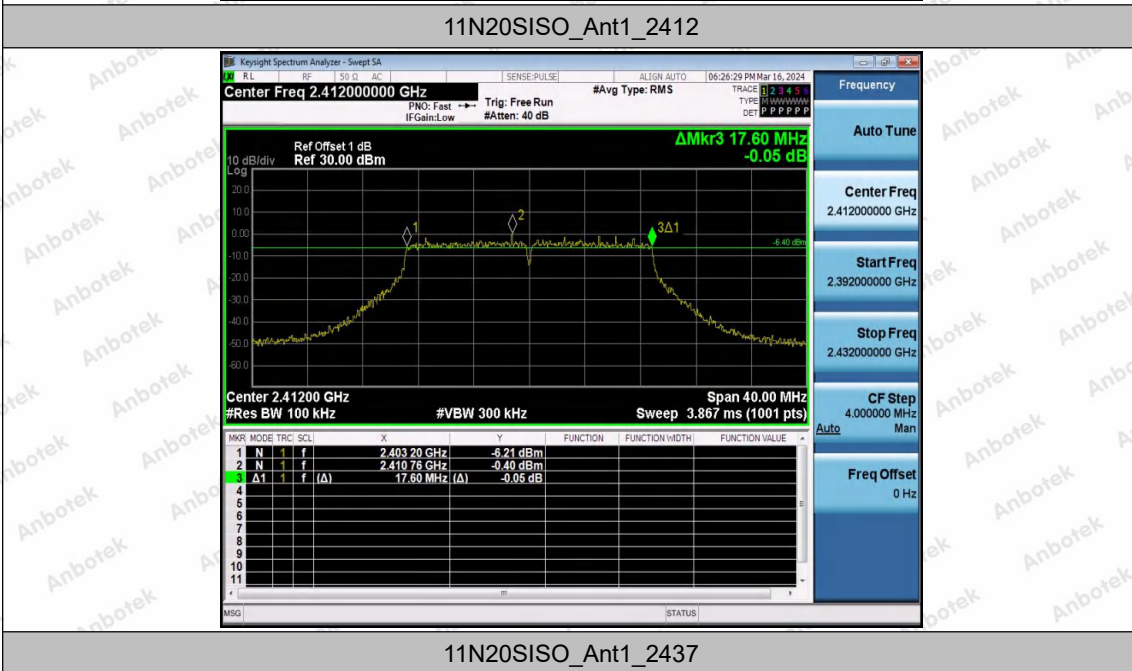 11N20SISO_Ant1_2412
Keysight Spectrum Analyzer - Swept SA
LXI RL RF 50 Ω AC SENSE:PULSE ALIGN AUTO 06:26:29 PM Mar 16, 2024
Center Freq 2.412000000 GHz #Avg Type: RMS TRACE 1 2 3 4 5 6
PNO: Fast Trig: Free Run TYPE M WWWWW
IFGain:Low #Atten: 40 dB DET P P P P P P
ΔMkr3 17.60 MHz
-0.05 dB
Ref Offset 1 dB
10 dB/div Ref 30.00 dBm
Log
20.0
10.0
0.00
-10.0
-20.0
-30.0
-40.0
-50.0
-60.0
1
2
3Δ1
-6.40 dBm
Center 2.41200 GHz Span 40.00 MHz
#Res BW 100 kHz #VBW 300 kHz Sweep 3.867 ms (1001 pts)
MKR MODE TRC SCL X Y FUNCTION FUNCTION WIDTH FUNCTION VALUE
1 N 1 f 2.403 20 GHz -6.21 dBm
2 N 1 f 2.410 76 GHz -0.40 dBm
3 Δ1 1 f (Δ) 17.60 MHz (Δ) -0.05 dB
4
5
6
7
8
9
10
11
MSG STATUS
Frequency
Auto Tune
Center Freq
2.412000000 GHz
Start Freq
2.392000000 GHz
Stop Freq
2.432000000 GHz
CF Step
4.000000 MHz
Auto Man
Freq Offset
0 Hz
11N20SISO_Ant1_2437
Anbotek